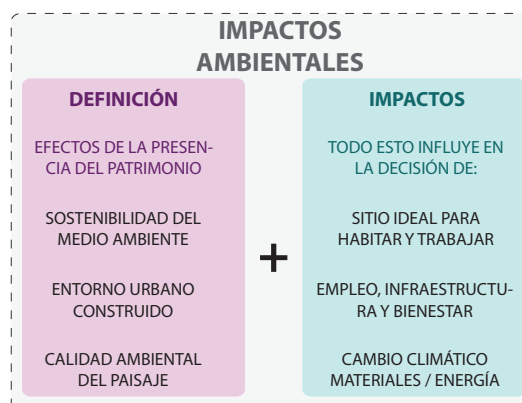 IMPACTOS
AMBIENTALES
DEFINICIÓN
EFECTOS DE LA PRESEN-
CIA DEL PATRIMONIO
SOSTENIBILIDAD DEL
MEDIO AMBIENTE
ENTORNO URBANO
CONSTRUIDO
CALIDAD AMBIENTAL
DEL PAISAJE
+
IMPACTOS
TODO ESTO INFLUYE EN
LA DECISIÓN DE:
SITIO IDEAL PARA
HABITAR Y TRABAJAR
EMPLEO, INFRAESTRUCTU-
RA Y BIENESTAR
CAMBIO CLIMÁTICO
MATERIALES / ENERGÍA